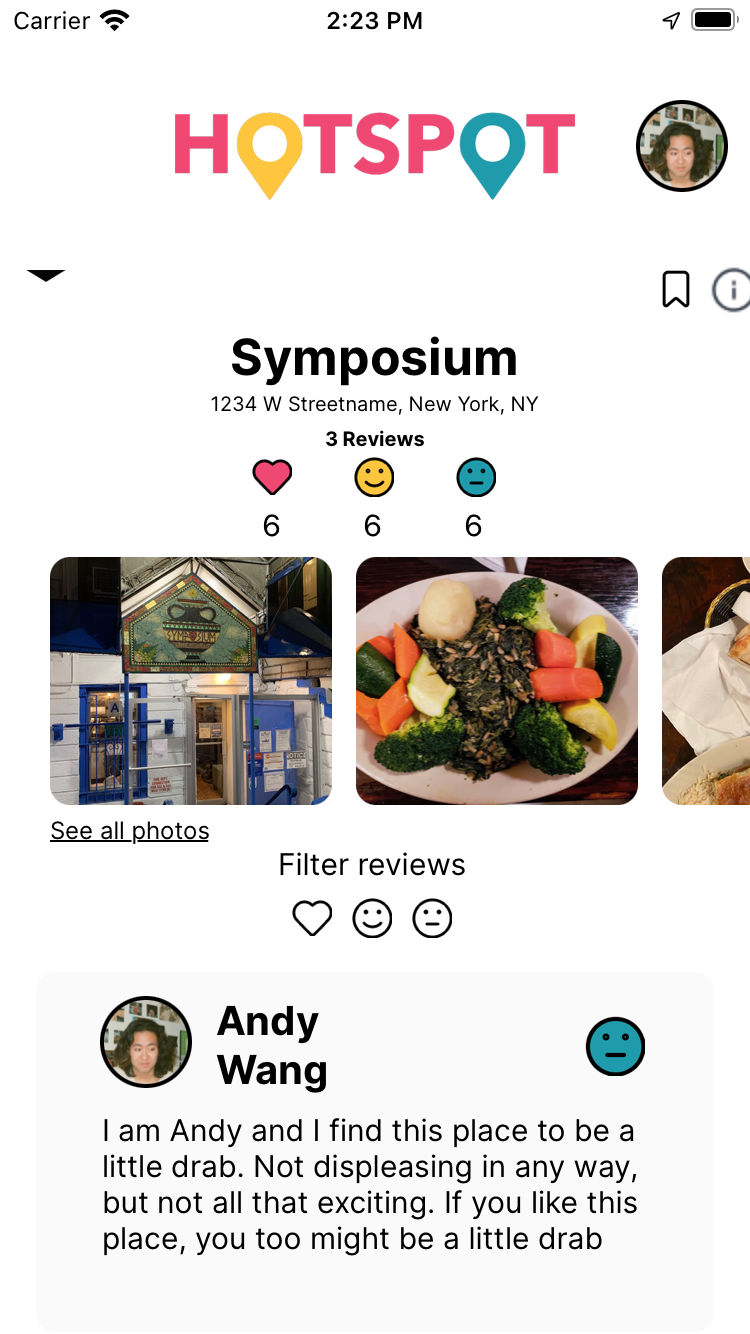 Carrier 2:23 PM
HOTSPOT
Symposium
1234 W Streetname, New York, NY
3 Reviews
6 6 6
SYMPOSIUM
A
NOTICE
See all photos
Filter reviews
Andy
Wang
I am Andy and I find this place to be a
little drab. Not displeasing in any way,
but not all that exciting. If you like this
place, you too might be a little drab